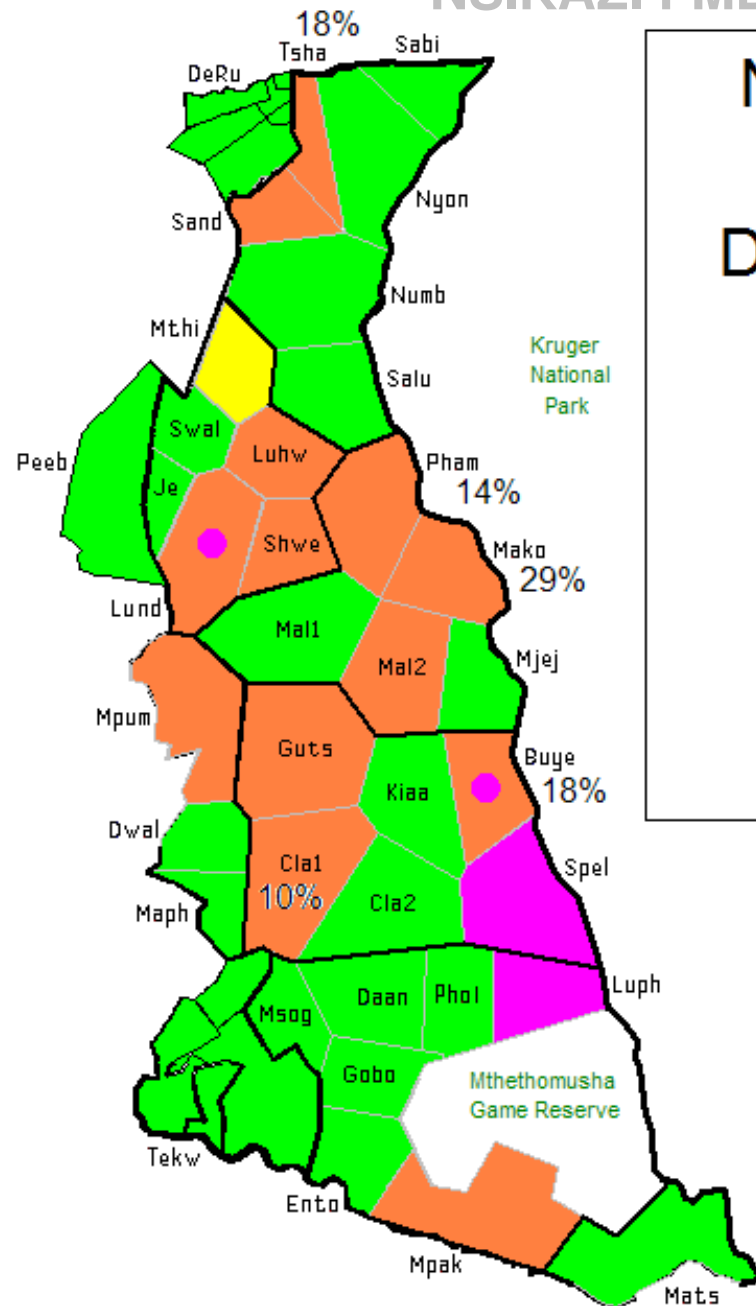 18%
Tsha
Sabi
DeRu
Sand
Nyon
Numb
Mthi
Kruger
National
Park
Salu
Swal
Luhw
Peeb
Pham
Je
14%
Shwe
Mako
29%
Lund
Mal1
Mal2
Mjej
Mpum
Guts
Buye
Kiaa
18%
Dwal
Cla1
Spel
10%
Cla2
Maph
Luph
Daan
Phol
Msog
Gobo
Mthethomusha
Game Reserve
Tekw
Ento
Mpak
Mats